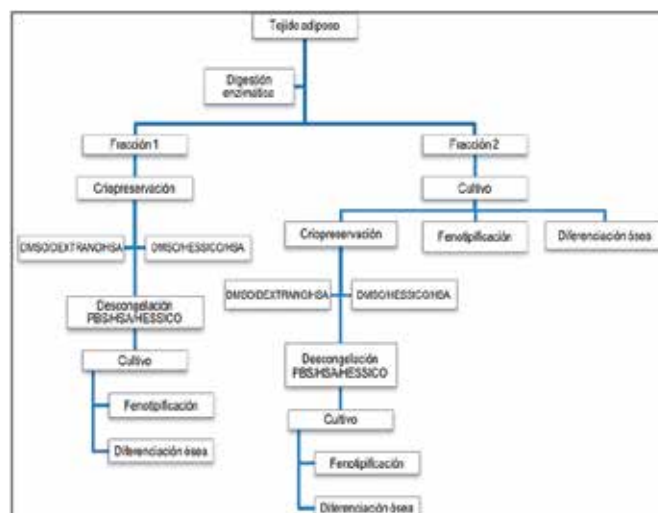 Tejido adiposo
Digestión
enzimática
Fracción 1
Fracción 2
Criopreservación
Cultivo
DMSO/DEXTRANO/HSA
DMSO/HESSICO/HSA
Criopreservación
Fenotipificación
Diferenciación ósea
DMSO/DEXTRANO/HSA
DMSO/HESSICO/HSA
Descongelación
PBS/HSA/HESSICO
Cultivo
Fenotipificación
Diferenciación ósea
Descongelación
PBS/HSA/HESSICO
Cultivo
Fenotipificación
Diferenciación ósea